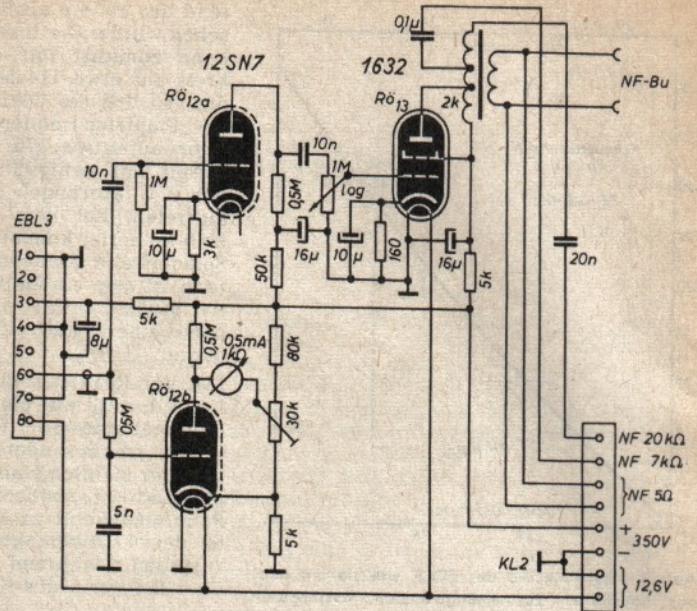 0,1µ
12SN7
1632
NF-Bu
Rö12a
Rö13
2k
10n
10n
1M
0,5M
1M
log
EBL3
10µ
3k
16µ
10µ
160
16µ
20n
1
2
3
4
5
6
7
8
50k
5k
5k
8µ
0,5M
0,5mA
1kΩ
80k
Rö12b
0,5M
30k
NF 20kΩ
NF 7kΩ
}NF 5Ω
5n
5k
+
350V
KL2
−
}12,6V